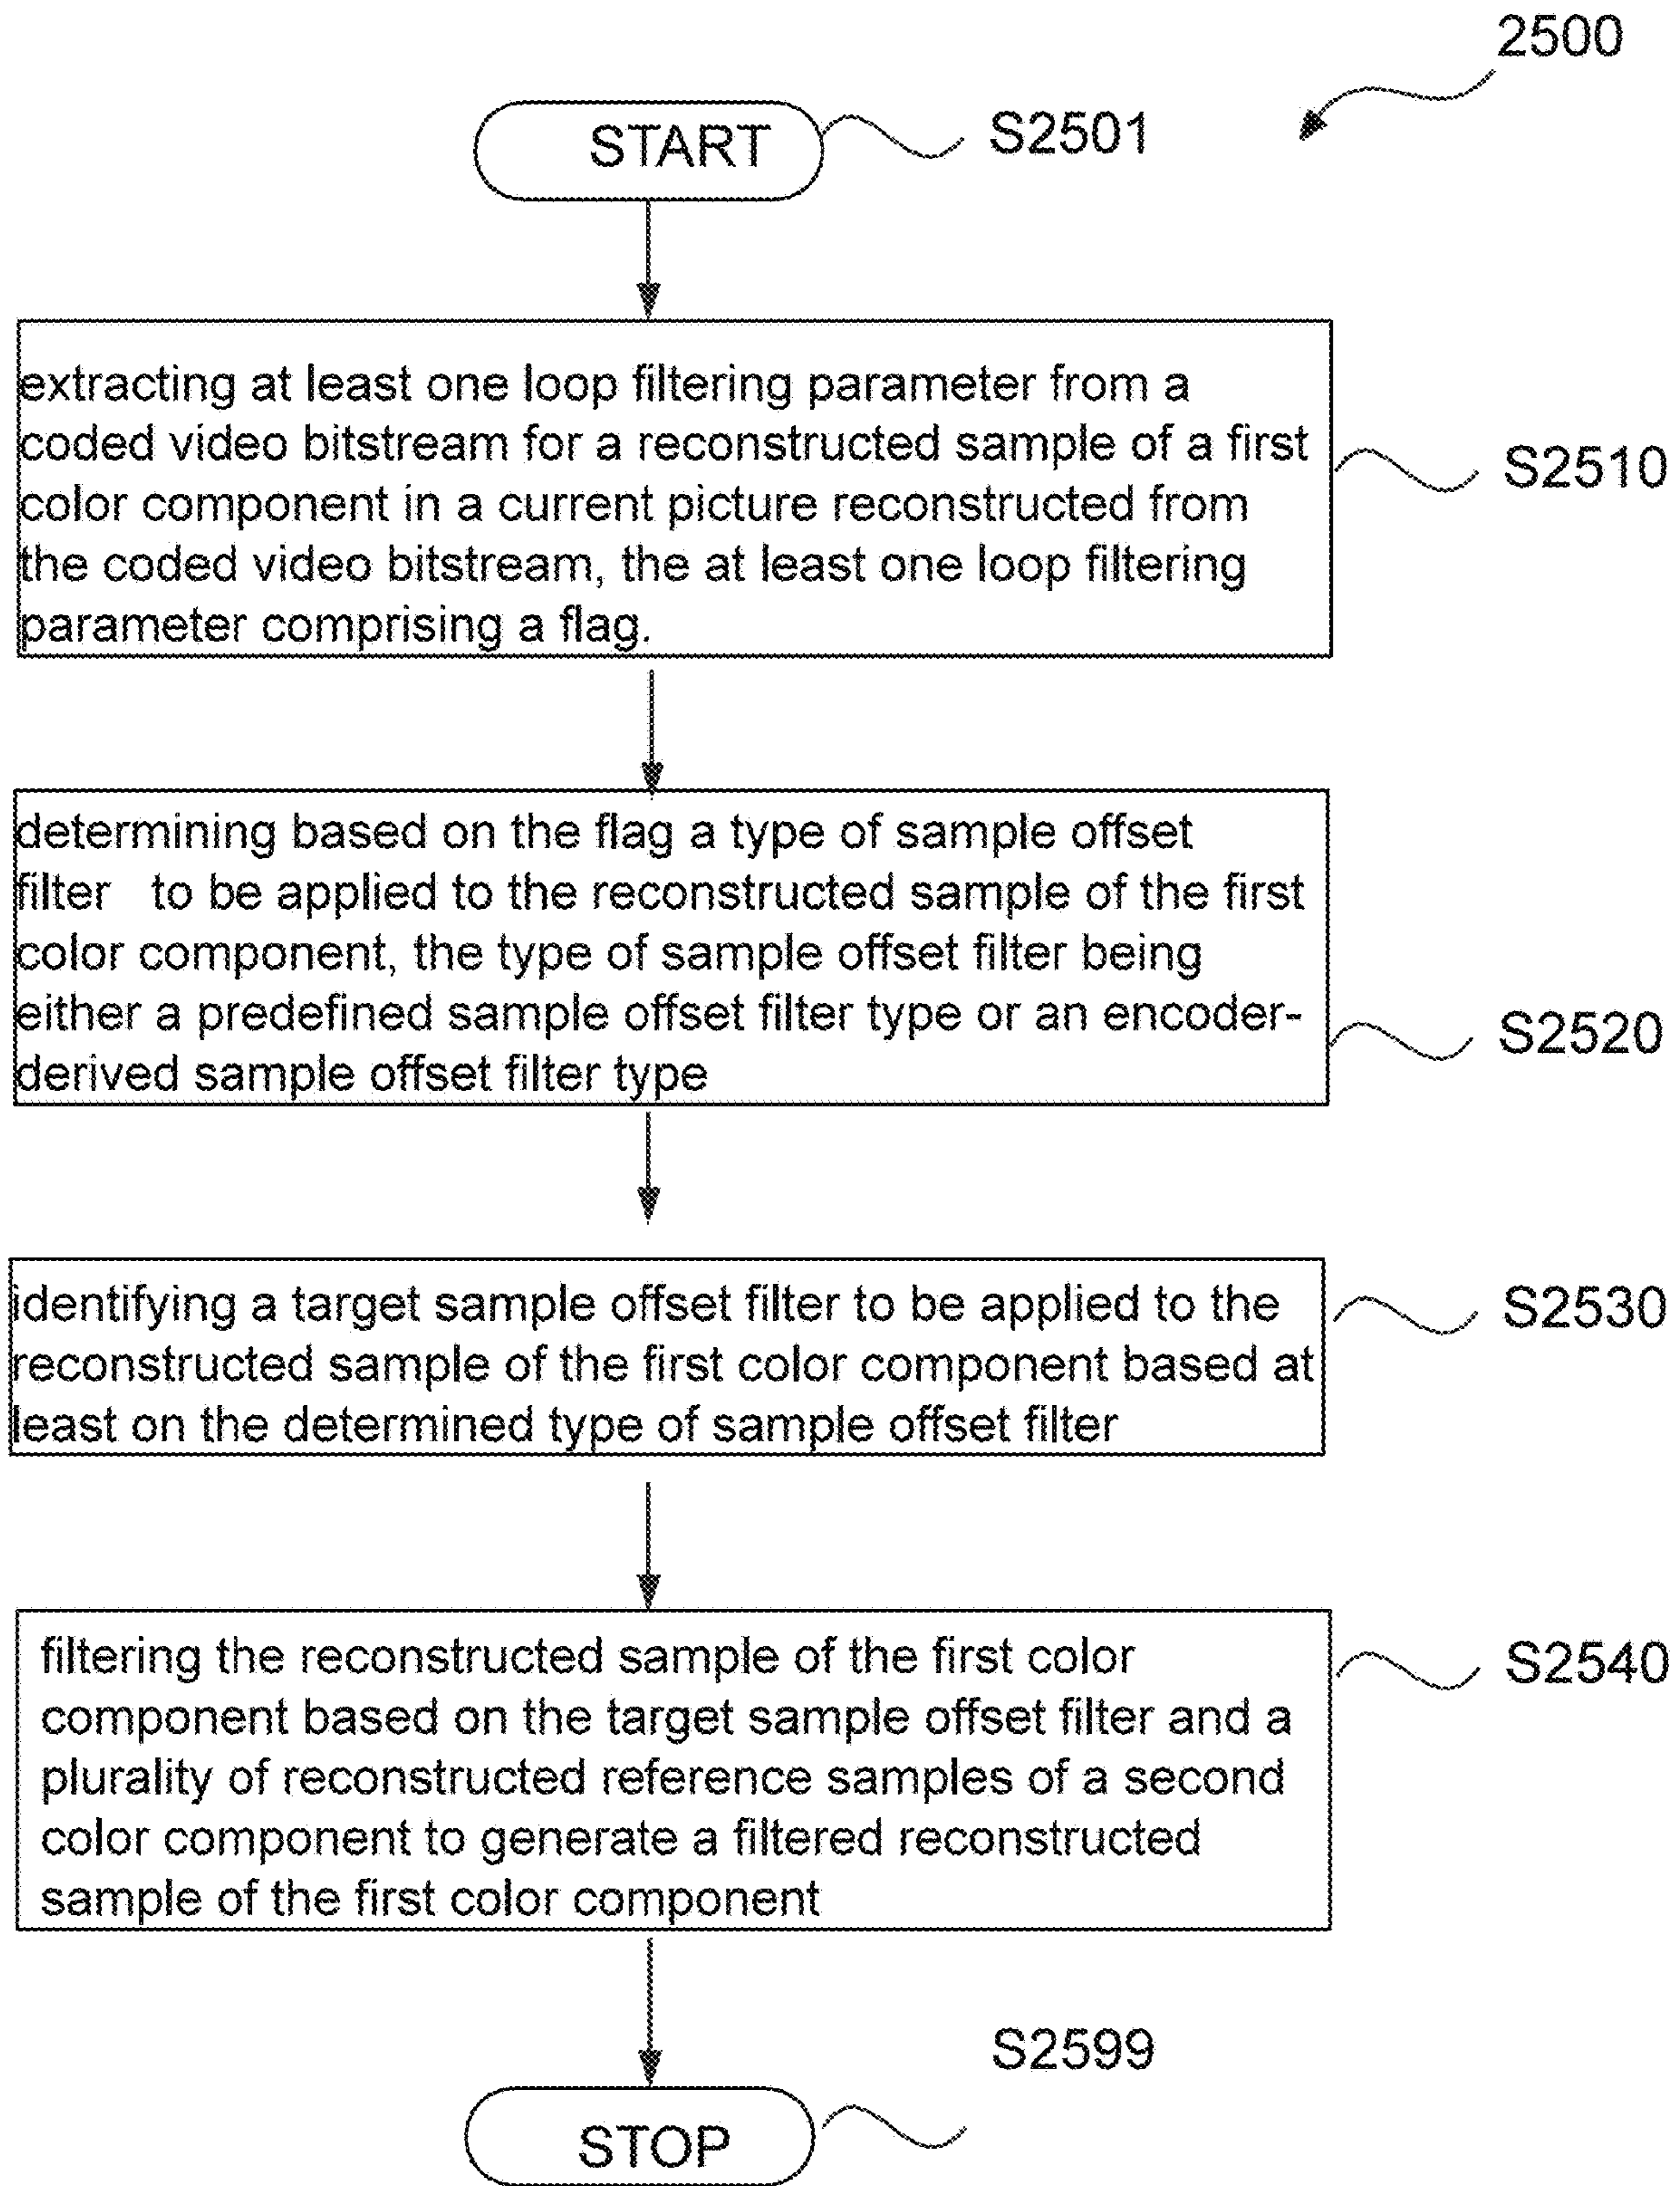 2500
START
S2501
extracting at least one loop filtering parameter from a
coded video bitstream for a reconstructed sample of a first
color component in a current picture reconstructed from
the coded video bitstream, the at least one loop filtering
parameter comprising a flag.
S2510
determining based on the flag a type of sample offset
filter to be applied to the reconstructed sample of the first
color component, the type of sample offset filter being
either a predefined sample offset filter type or an encoder-
derived sample offset filter type
S2520
identifying a target sample offset filter to be applied to the
reconstructed sample of the first color component based at
least on the determined type of sample offset filter
S2530
filtering the reconstructed sample of the first color
component based on the target sample offset filter and a
plurality of reconstructed reference samples of a second
color component to generate a filtered reconstructed
sample of the first color component
S2540
S2599
STOP